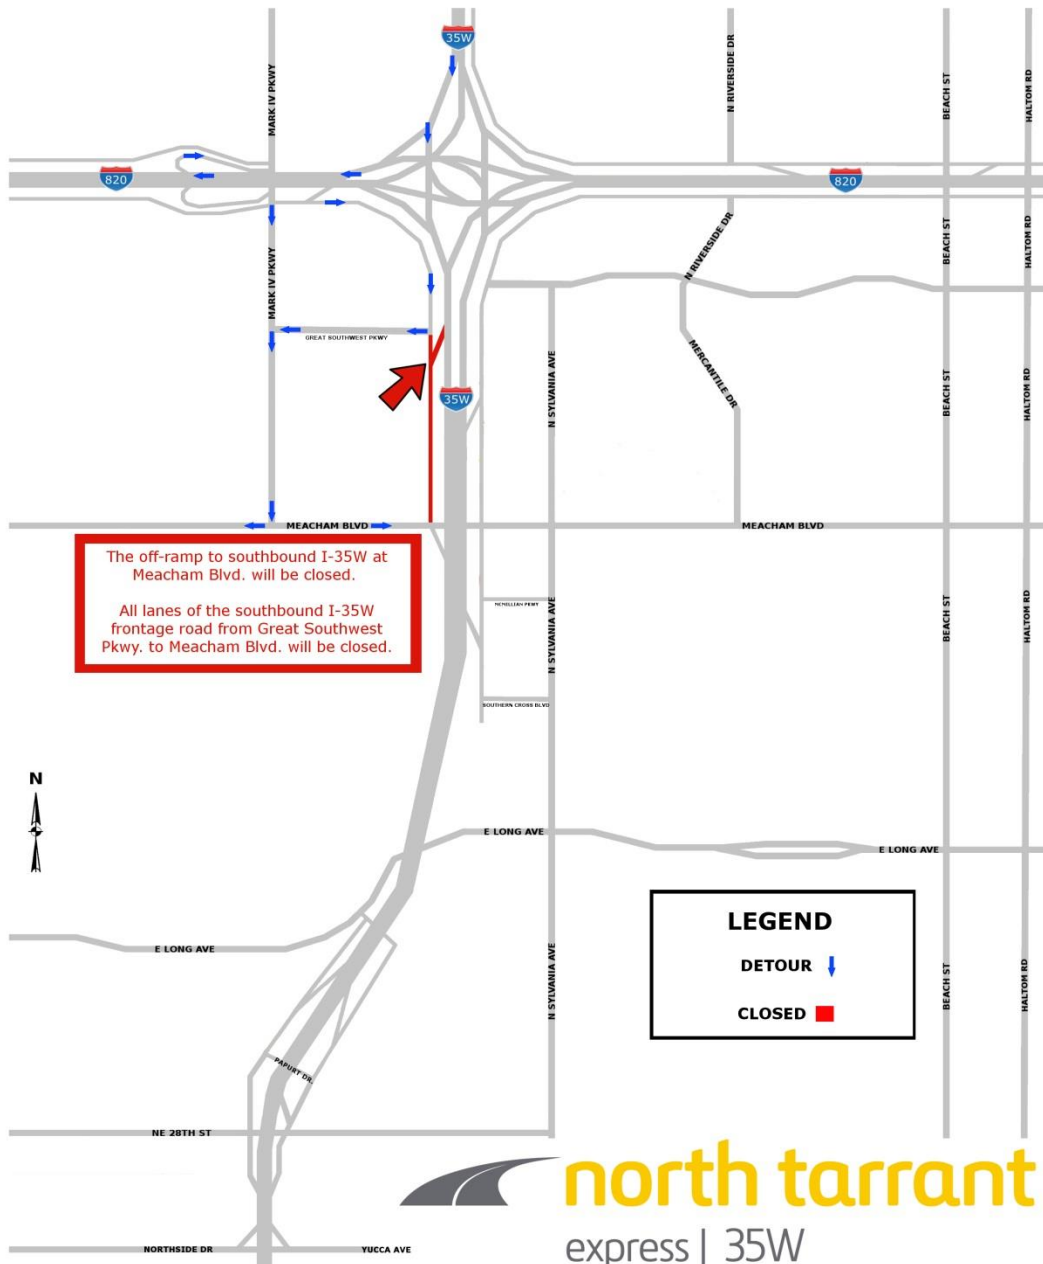 35W
MARK IV PKWY
N RIVERSIDE DR
BEACH ST
HALTOM RD
820
820
MARK IV PKWY
N RIVERSIDE DR
BEACH ST
HALTOM RD
GREAT SOUTHWEST PKWY
N SYLVANIA AVE
MERCANTILE DR
BEACH ST
HALTOM RD
35W
MEACHAM BLVD
MEACHAM BLVD
The off-ramp to southbound I-35W at
Meacham Blvd. will be closed.
All lanes of the southbound I-35W
frontage road from Great Southwest
Pkwy. to Meacham Blvd. will be closed.
MCMILLIAN PKWY
N SYLVANIA AVE
BEACH ST
HALTOM RD
SOUTHERN CROSS BLVD
N
E LONG AVE
E LONG AVE
E LONG AVE
LEGEND
DETOUR
CLOSED
N SYLVANIA AVE
BEACH ST
HALTOM RD
PAPURT DR.
NE 28TH ST
north tarrant
express | 35W
NORTHSIDE DR
YUCCA AVE